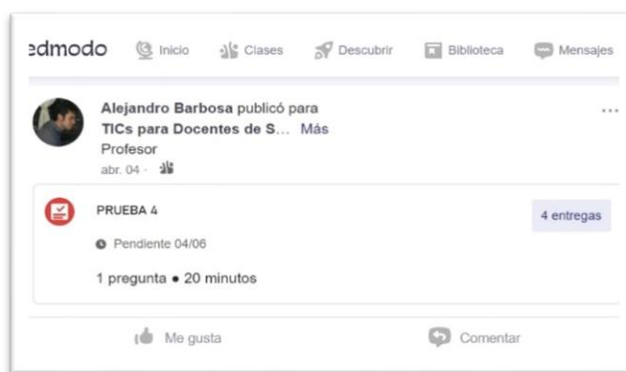 edmodo Inicio Clases Descubrir Biblioteca Mensajes
Alejandro Barbosa publicó para
TICs para Docentes de S... Más
Profesor
abr. 04 ·
...
PRUEBA 4
4 entregas
Pendiente 04/06
1 pregunta • 20 minutos
Me gusta Comentar